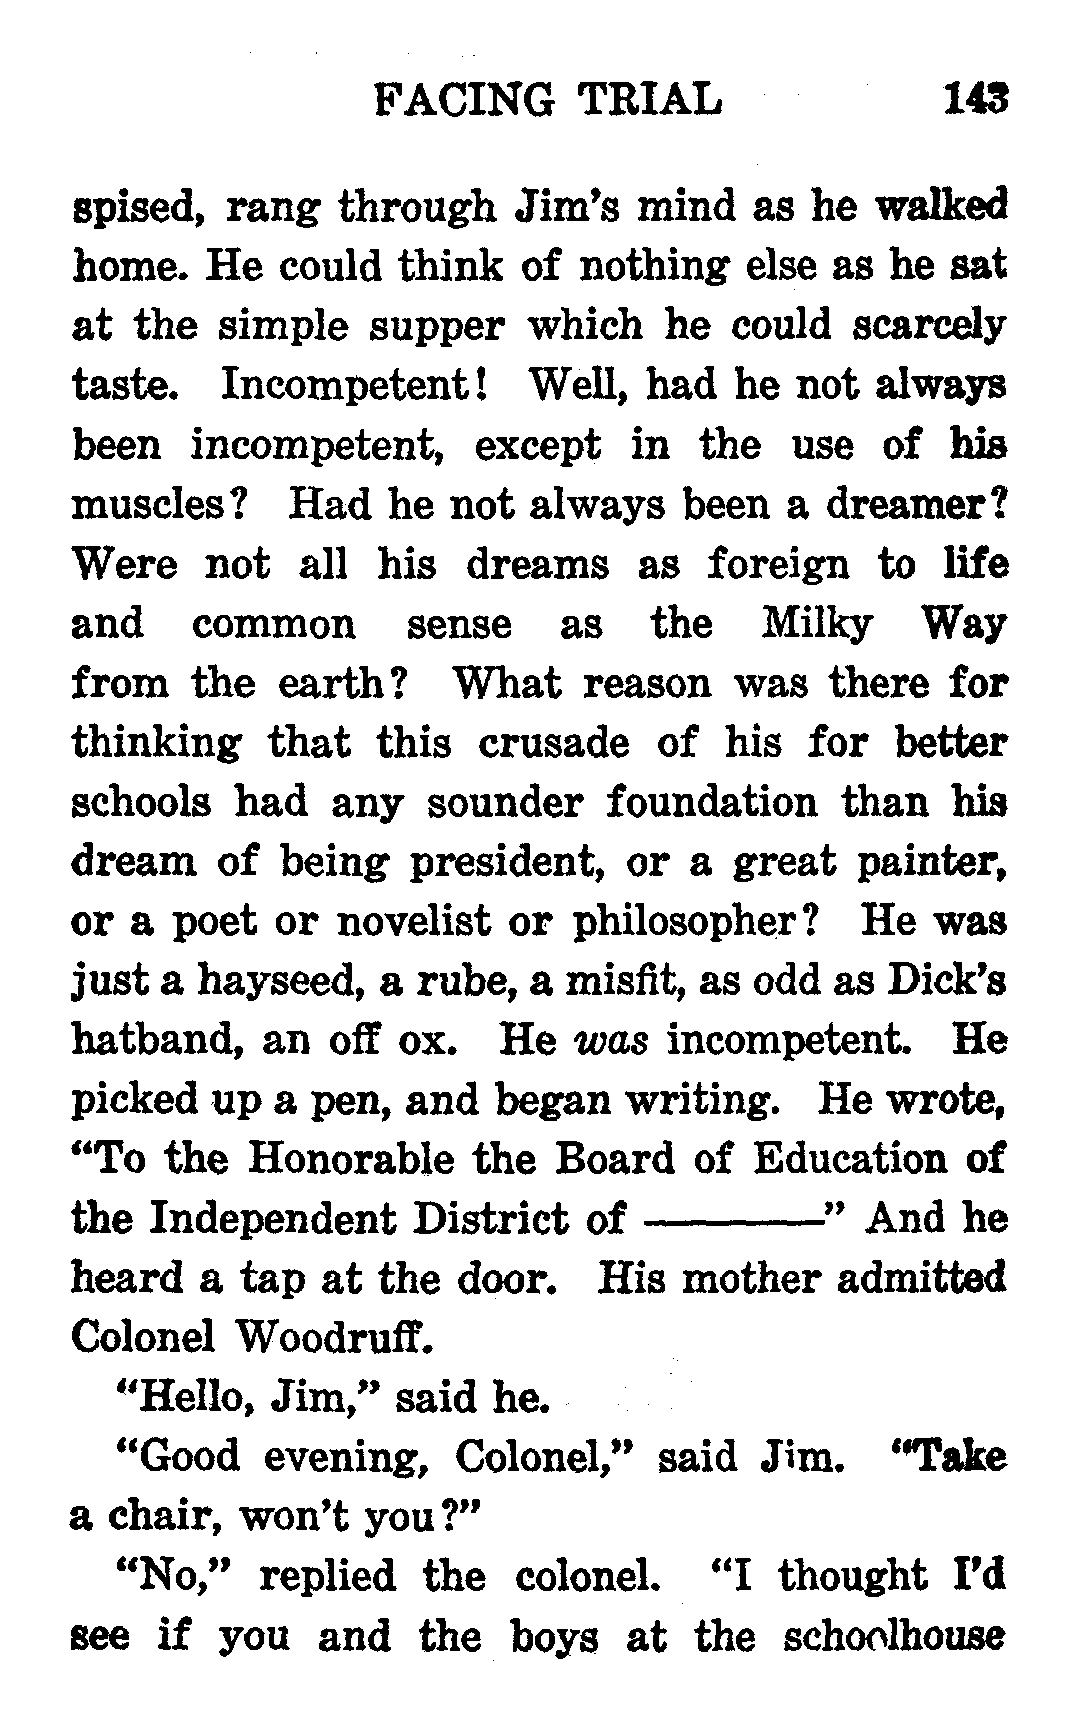 FACING TRIAL 143
spised, rang through Jim's mind as he walked
home. He could think of nothing else as he sat
at the simple supper which he could scarcely
taste. Incompetent! Well, had he not always
been incompetent, except in the use of his
muscles? Had he not always been a dreamer?
Were not all his dreams as foreign to life
and common sense as the Milky Way
from the earth? What reason was there for
thinking that this crusade of his for better
schools had any sounder foundation than his
dream of being president, or a great painter,
or a poet or novelist or philosopher? He was
just a hayseed, a rube, a misfit, as odd as Dick's
hatband, an off ox. He was incompetent. He
picked up a pen, and began writing. He wrote,
“To the Honorable the Board of Education of
the Independent District of ———” And he
heard a tap at the door. His mother admitted
Colonel Woodruff.
“Hello, Jim,” said he.
“Good evening, Colonel,” said Jim. “Take
a chair, won't you?”
“No,” replied the colonel. “I thought I'd
see if you and the boys at the schoolhouse